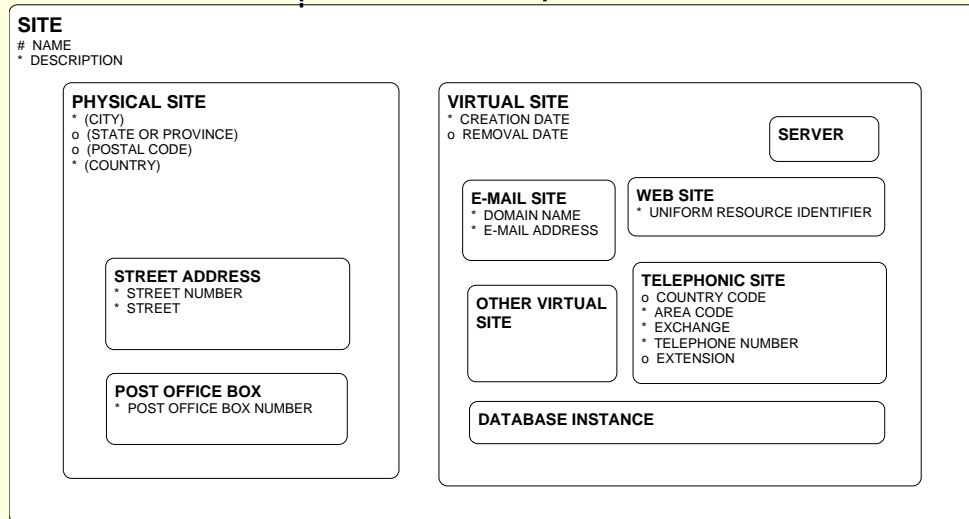 SITE
# NAME
* DESCRIPTION
PHYSICAL SITE
* (CITY)
o (STATE OR PROVINCE)
o (POSTAL CODE)
* (COUNTRY)
STREET ADDRESS
* STREET NUMBER
* STREET
POST OFFICE BOX
* POST OFFICE BOX NUMBER
VIRTUAL SITE
* CREATION DATE
o REMOVAL DATE
SERVER
E-MAIL SITE
* DOMAIN NAME
* E-MAIL ADDRESS
WEB SITE
* UNIFORM RESOURCE IDENTIFIER
OTHER VIRTUAL
SITE
TELEPHONIC SITE
o COUNTRY CODE
* AREA CODE
* EXCHANGE
* TELEPHONE NUMBER
o EXTENSION
DATABASE INSTANCE